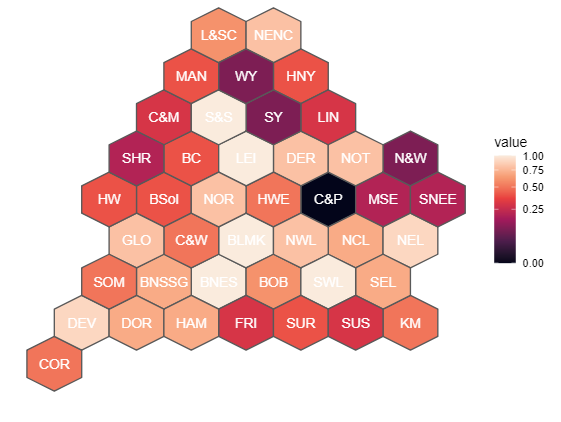 L&SC NENC
MAN WY HNY
C&M S&S SY LIN
SHR BC LEI DER NOT N&W
HW BSol NOR HWE C&P MSE SNEE
GLO C&W BLMK NWL NCL NEL
SOM BNSSG BNES BOB SWL SEL
DEV DOR HAM FRI SUR SUS KM
COR
value
1.00
0.75
0.50
0.25
0.00